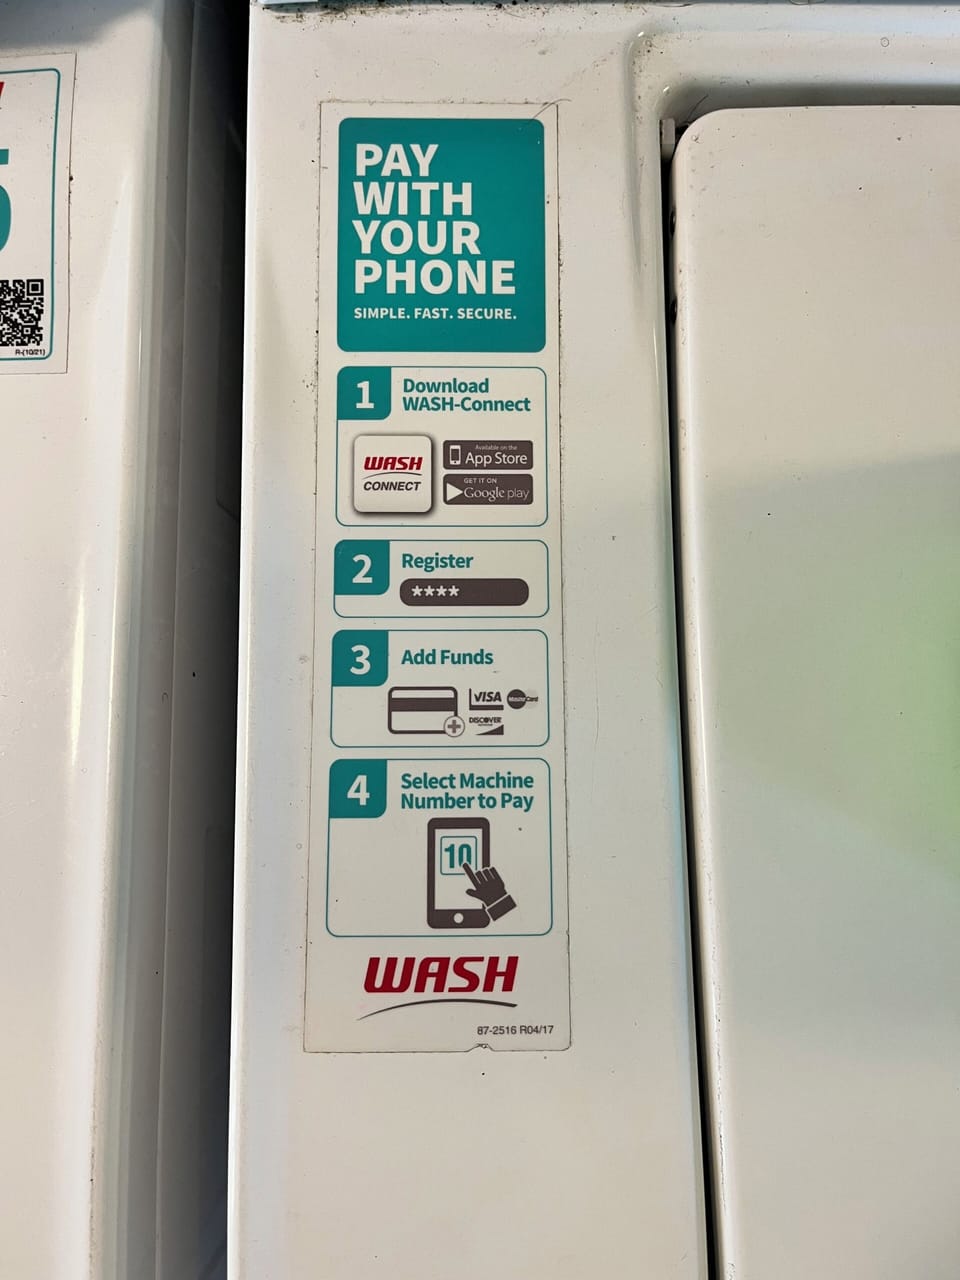 5
R-(10/21)
PAY
WITH
YOUR
PHONE
SIMPLE. FAST. SECURE.
1
Download
WASH-Connect
WASH
CONNECT
Available on the
App Store
GET IT ON
Google play
2
Register
****
3
Add Funds
VISA
MasterCard
DISCOVER
4
Select Machine
Number to Pay
10
WASH
87-2516 R04/17